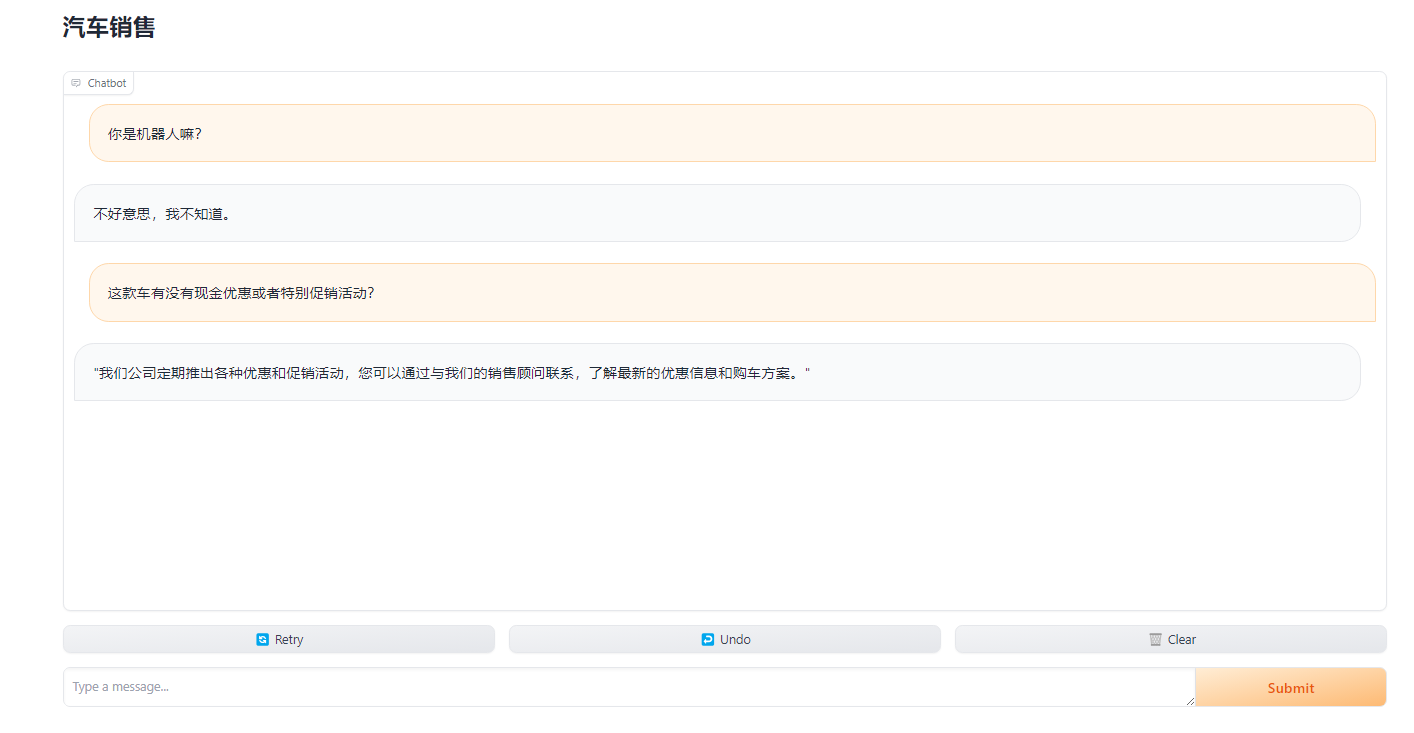 汽车销售
Chatbot
你是机器人嘛?
不好意思，我不知道。
这款车有没有现金优惠或者特别促销活动?
"我们公司定期推出各种优惠和促销活动，您可以通过与我们的销售顾问联系，了解最新的优惠信息和购车方案。"
Retry
Undo
Clear
Type a message...
Submit